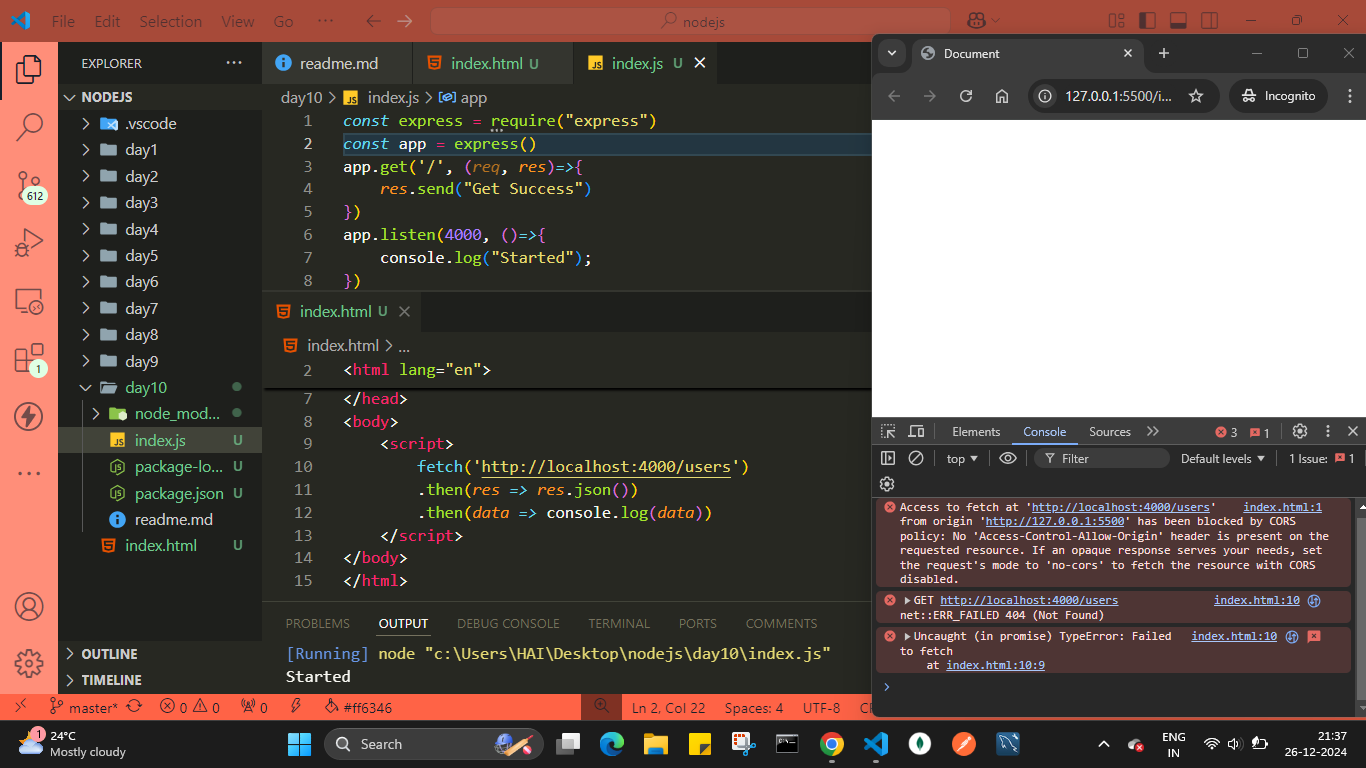 File Edit Selection View Go ··· nodejs
EXPLORER ···
NODEJS
.vscode
day1
day2
day3
day4
day5
day6
day7
day8
day9
day10
node_mod...
index.js U
package-lo... U
package.json U
readme.md
index.html U
OUTLINE
TIMELINE
612
1
readme.md index.html U index.js U
day10 > index.js > app
1 const express = require("express")
2 const app = express()
3 app.get('/', (req, res)=>{
4 res.send("Get Success")
5 })
6 app.listen(4000, ()=>{
7 console.log("Started");
8 })
index.html U
index.html > ...
2 <html lang="en">
7 </head>
8 <body>
9 <script>
10 fetch('http://localhost:4000/users')
11 .then(res => res.json())
12 .then(data => console.log(data))
13 </script>
14 </body>
15 </html>
PROBLEMS OUTPUT DEBUG CONSOLE TERMINAL PORTS COMMENTS
[Running] node "c:\Users\HAI\Desktop\nodejs\day10\index.js"
Started
master* 0 0 0 #ff6346 Ln 2, Col 22 Spaces: 4 UTF-8
Document
127.0.0.1:5500/i... Incognito
Elements Console Sources 3 1
top Filter Default levels 1 Issue: 1
Access to fetch at 'http://localhost:4000/users' index.html:1
from origin 'http://127.0.0.1:5500' has been blocked by CORS
policy: No 'Access-Control-Allow-Origin' header is present on the
requested resource. If an opaque response serves your needs, set
the request's mode to 'no-cors' to fetch the resource with CORS
disabled.
GET http://localhost:4000/users index.html:10
net::ERR_FAILED 404 (Not Found)
Uncaught (in promise) TypeError: Failed index.html:10
to fetch
at index.html:10:9
1
24°C
Mostly cloudy
Search
ENG
IN
21:37
26-12-2024